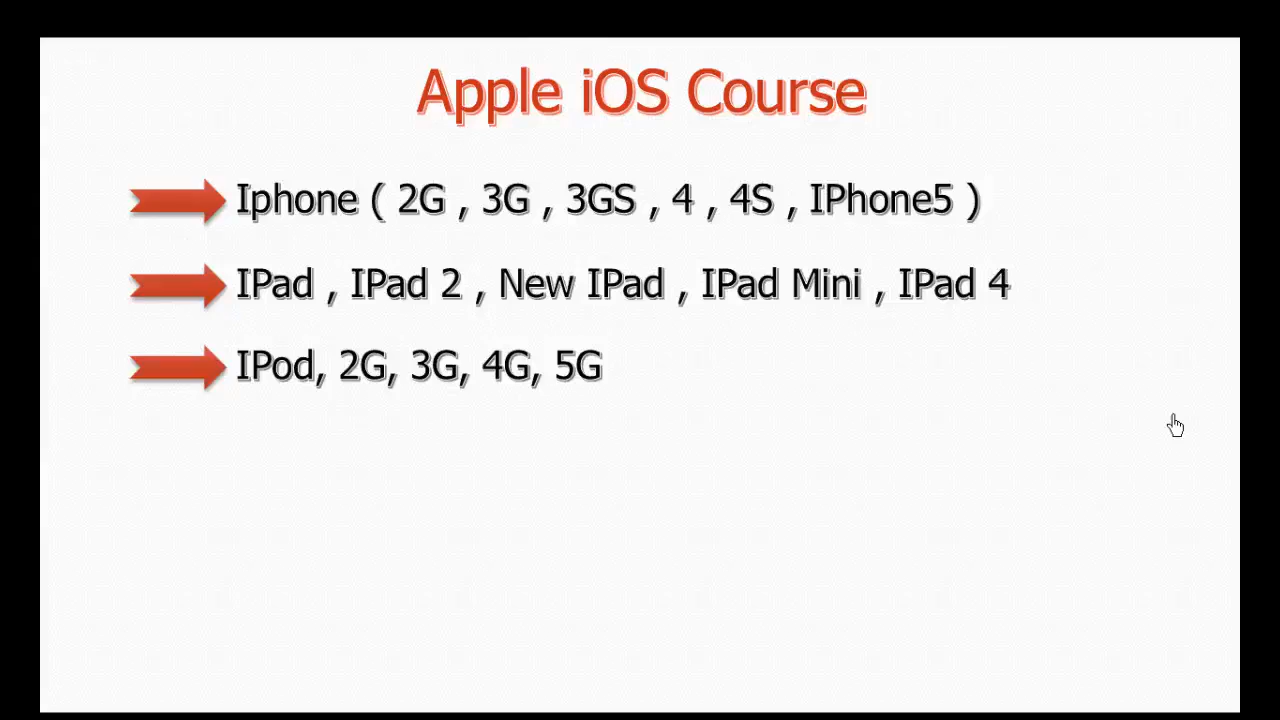 Apple iOS Course
Iphone ( 2G , 3G , 3GS , 4 , 4S , IPhone5 )
IPad , IPad 2 , New IPad , IPad Mini , IPad 4
IPod, 2G, 3G, 4G, 5G